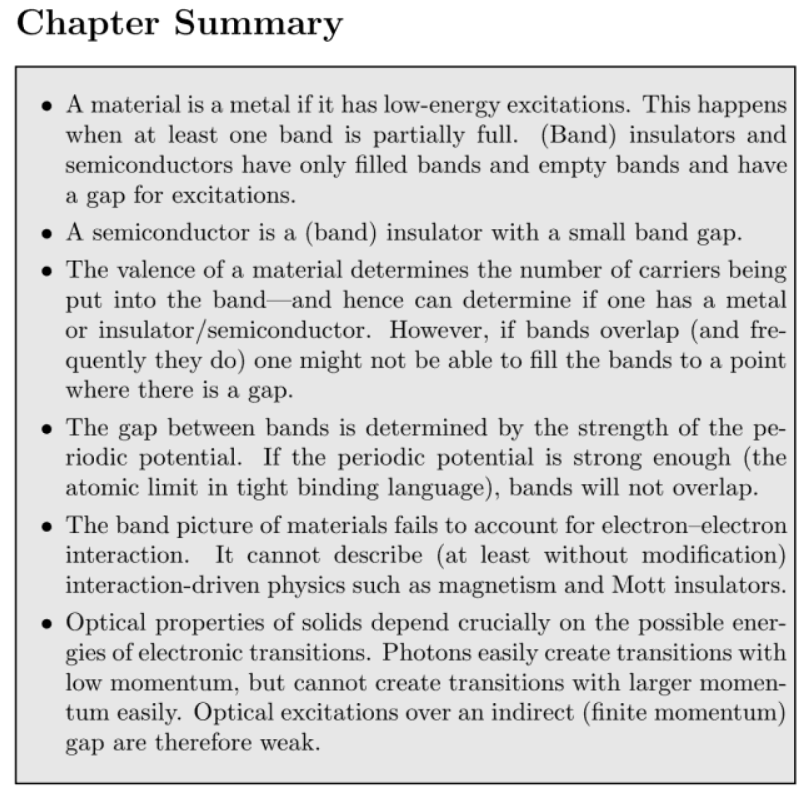 Chapter Summary
• A material is a metal if it has low-energy excitations. This happens
when at least one band is partially full. (Band) insulators and
semiconductors have only filled bands and empty bands and have
a gap for excitations.
• A semiconductor is a (band) insulator with a small band gap.
• The valence of a material determines the number of carriers being
put into the band—and hence can determine if one has a metal
or insulator/semiconductor. However, if bands overlap (and fre-
quently they do) one might not be able to fill the bands to a point
where there is a gap.
• The gap between bands is determined by the strength of the pe-
riodic potential. If the periodic potential is strong enough (the
atomic limit in tight binding language), bands will not overlap.
• The band picture of materials fails to account for electron–electron
interaction. It cannot describe (at least without modification)
interaction-driven physics such as magnetism and Mott insulators.
• Optical properties of solids depend crucially on the possible ener-
gies of electronic transitions. Photons easily create transitions with
low momentum, but cannot create transitions with larger momen-
tum easily. Optical excitations over an indirect (finite momentum)
gap are therefore weak.